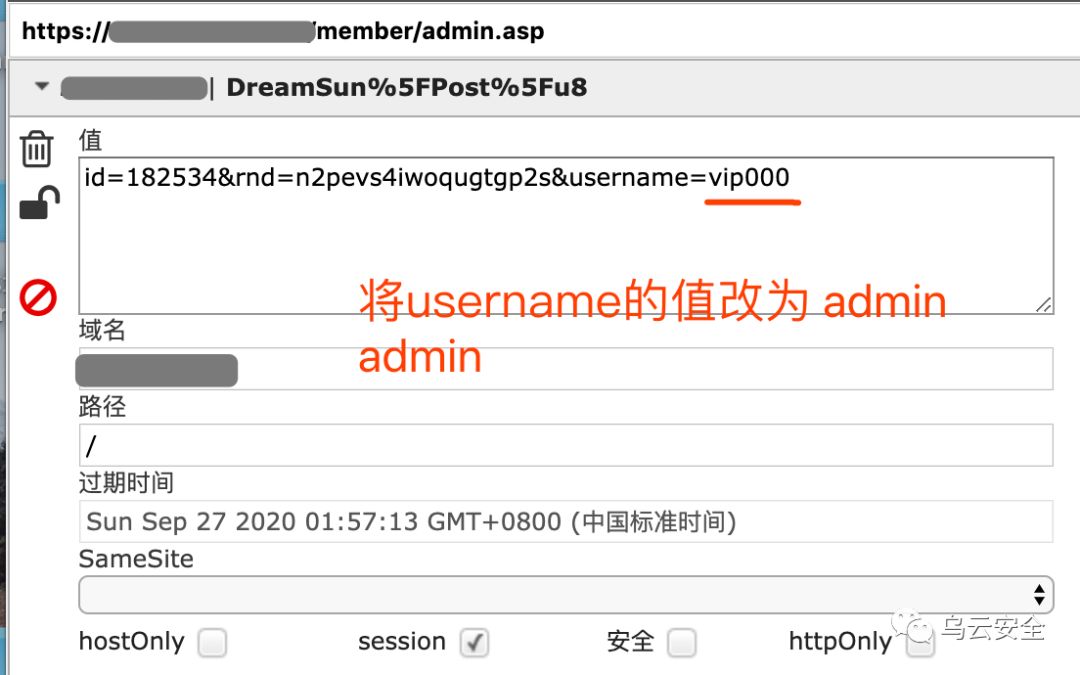 https:// /member/admin.asp
| DreamSun%5FPost%5Fu8
值
id=182534&rnd=n2pevs4iwoqugtgp2s&username=vip000
将username的值改为 admin
admin
域名
路径
/
过期时间
Sun Sep 27 2020 01:57:13 GMT+0800 (中国标准时间)
SameSite
hostOnly session 安全 httpOnly
乌云安全